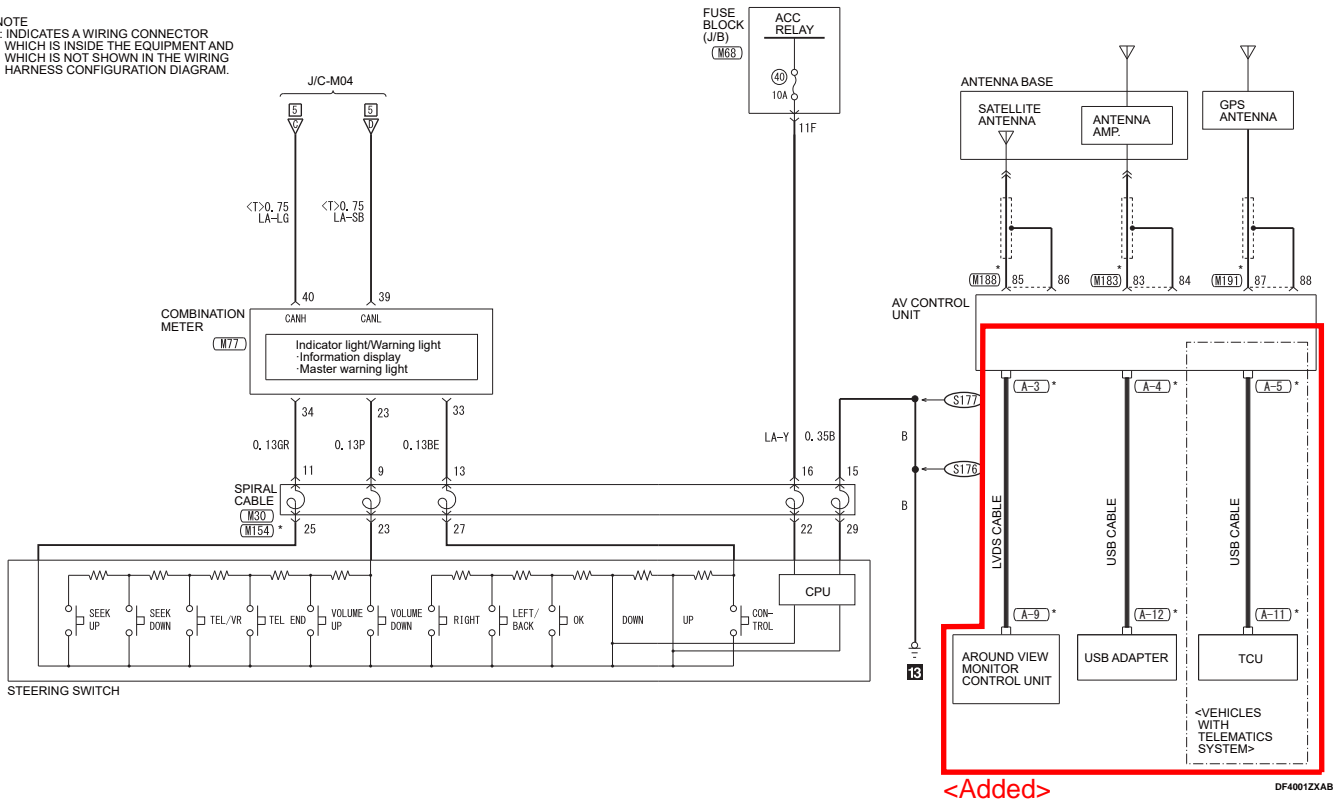 NOTE
: INDICATES A WIRING CONNECTOR
WHICH IS INSIDE THE EQUIPMENT AND
WHICH IS NOT SHOWN IN THE WIRING
HARNESS CONFIGURATION DIAGRAM.
J/C-M04
5
5
C
D
<T>0.75
LA-LG
<T>0.75
LA-SB
40
39
COMBINATION
METER
M77
CANH
CANL
Indicator light/Warning light
·Information display
·Master warning light
34
23
33
0.13GR
0.13P
0.13BE
11
9
13
SPIRAL
CABLE
M30
M154 *
25
23
27
FUSE
BLOCK
(J/B)
M68
ACC
RELAY
40
10A
11F
LA-Y
0.35B
16
15
22
29
S177
B
S176
B
13
SEEK
UP
SEEK
DOWN
TEL/VR
TEL END
VOLUME
UP
VOLUME
DOWN
RIGHT
LEFT/
BACK
OK
DOWN
UP
CON-
TROL
CPU
STEERING SWITCH
ANTENNA BASE
SATELLITE
ANTENNA
ANTENNA
AMP.
GPS
ANTENNA
*
M188
85
86
*
M183
83
84
*
M191
87
88
AV CONTROL
UNIT
A-3 *
A-4 *
A-5 *
LVDS CABLE
USB CABLE
USB CABLE
A-9 *
A-12 *
A-11 *
AROUND VIEW
MONITOR
CONTROL UNIT
USB ADAPTER
TCU
<VEHICLES
WITH
TELEMATICS
SYSTEM>
<Added>
DF4001ZXAB